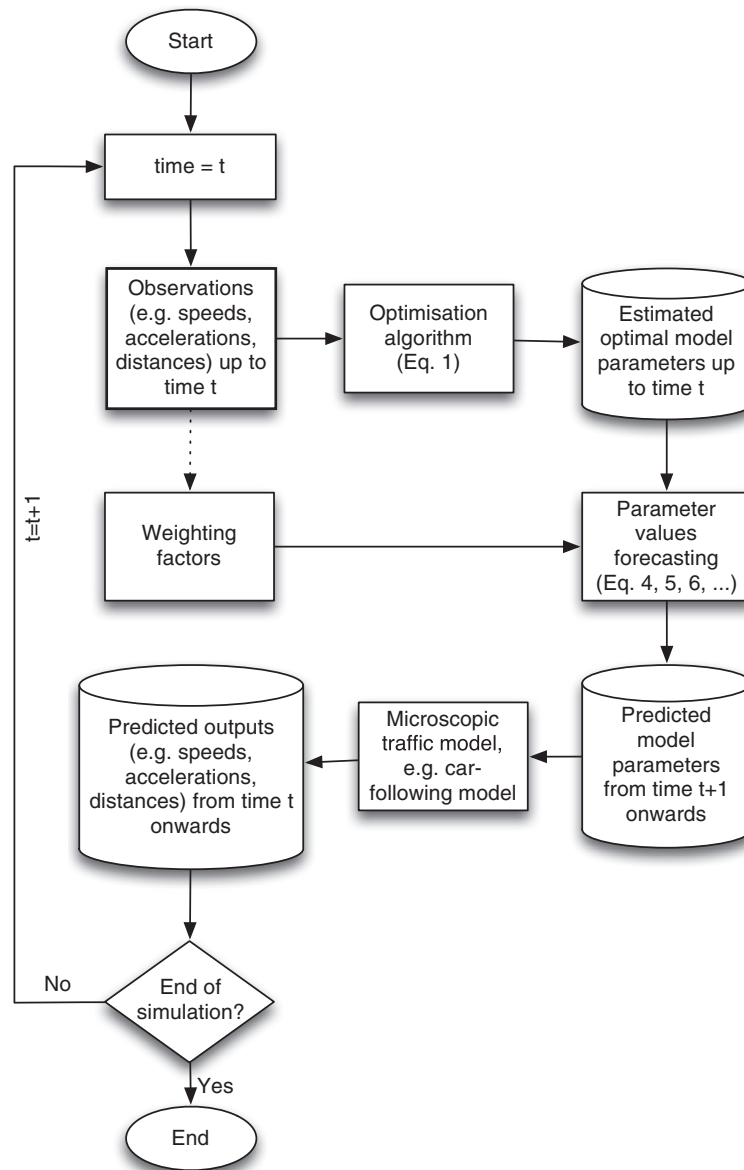 Start
time = t
Observations
(e.g. speeds,
accelerations,
distances) up to
time t
Optimisation
algorithm
(Eq. 1)
Estimated
optimal model
parameters up
to time t
t=t+1
Weighting
factors
Parameter
values
forecasting
(Eq. 4, 5, 6, ...)
Predicted outputs
(e.g. speeds,
accelerations,
distances) from time t
onwards
Microscopic
traffic model,
e.g. car-
following model
Predicted
model
parameters
from time t+1
onwards
No
End of
simulation?
Yes
End